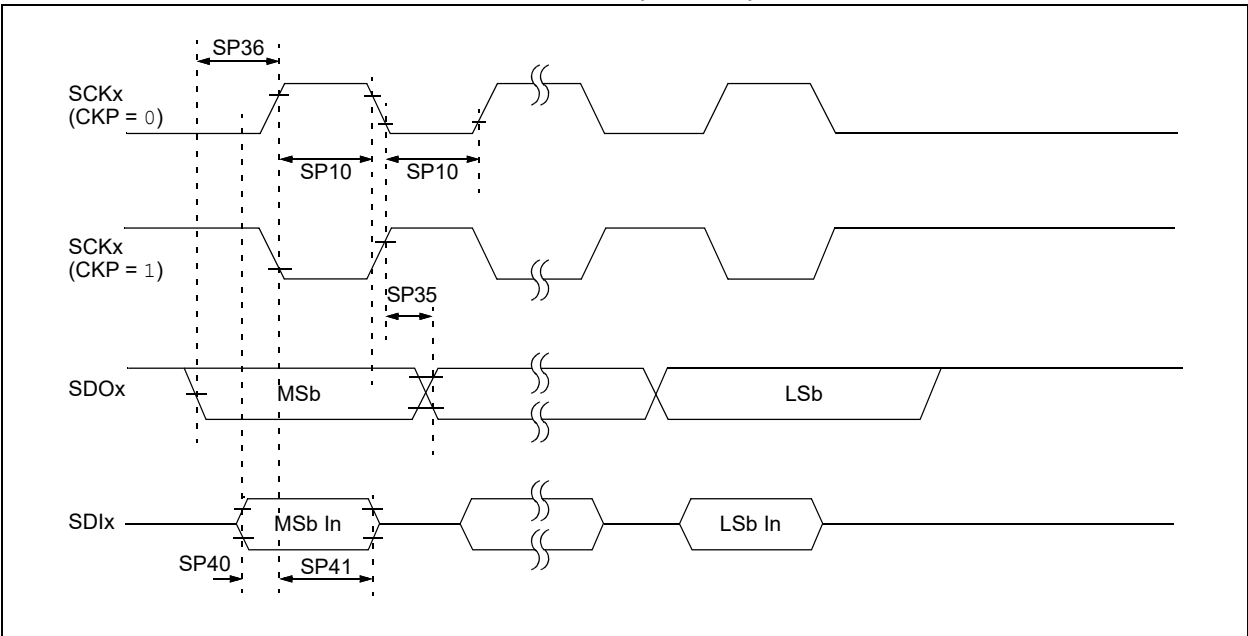 SP36
SCKx
(CKP = 0)
SP10 SP10
SCKx
(CKP = 1)
SP35
SDOx MSb LSb
SDIx MSb In LSb In
SP40 SP41